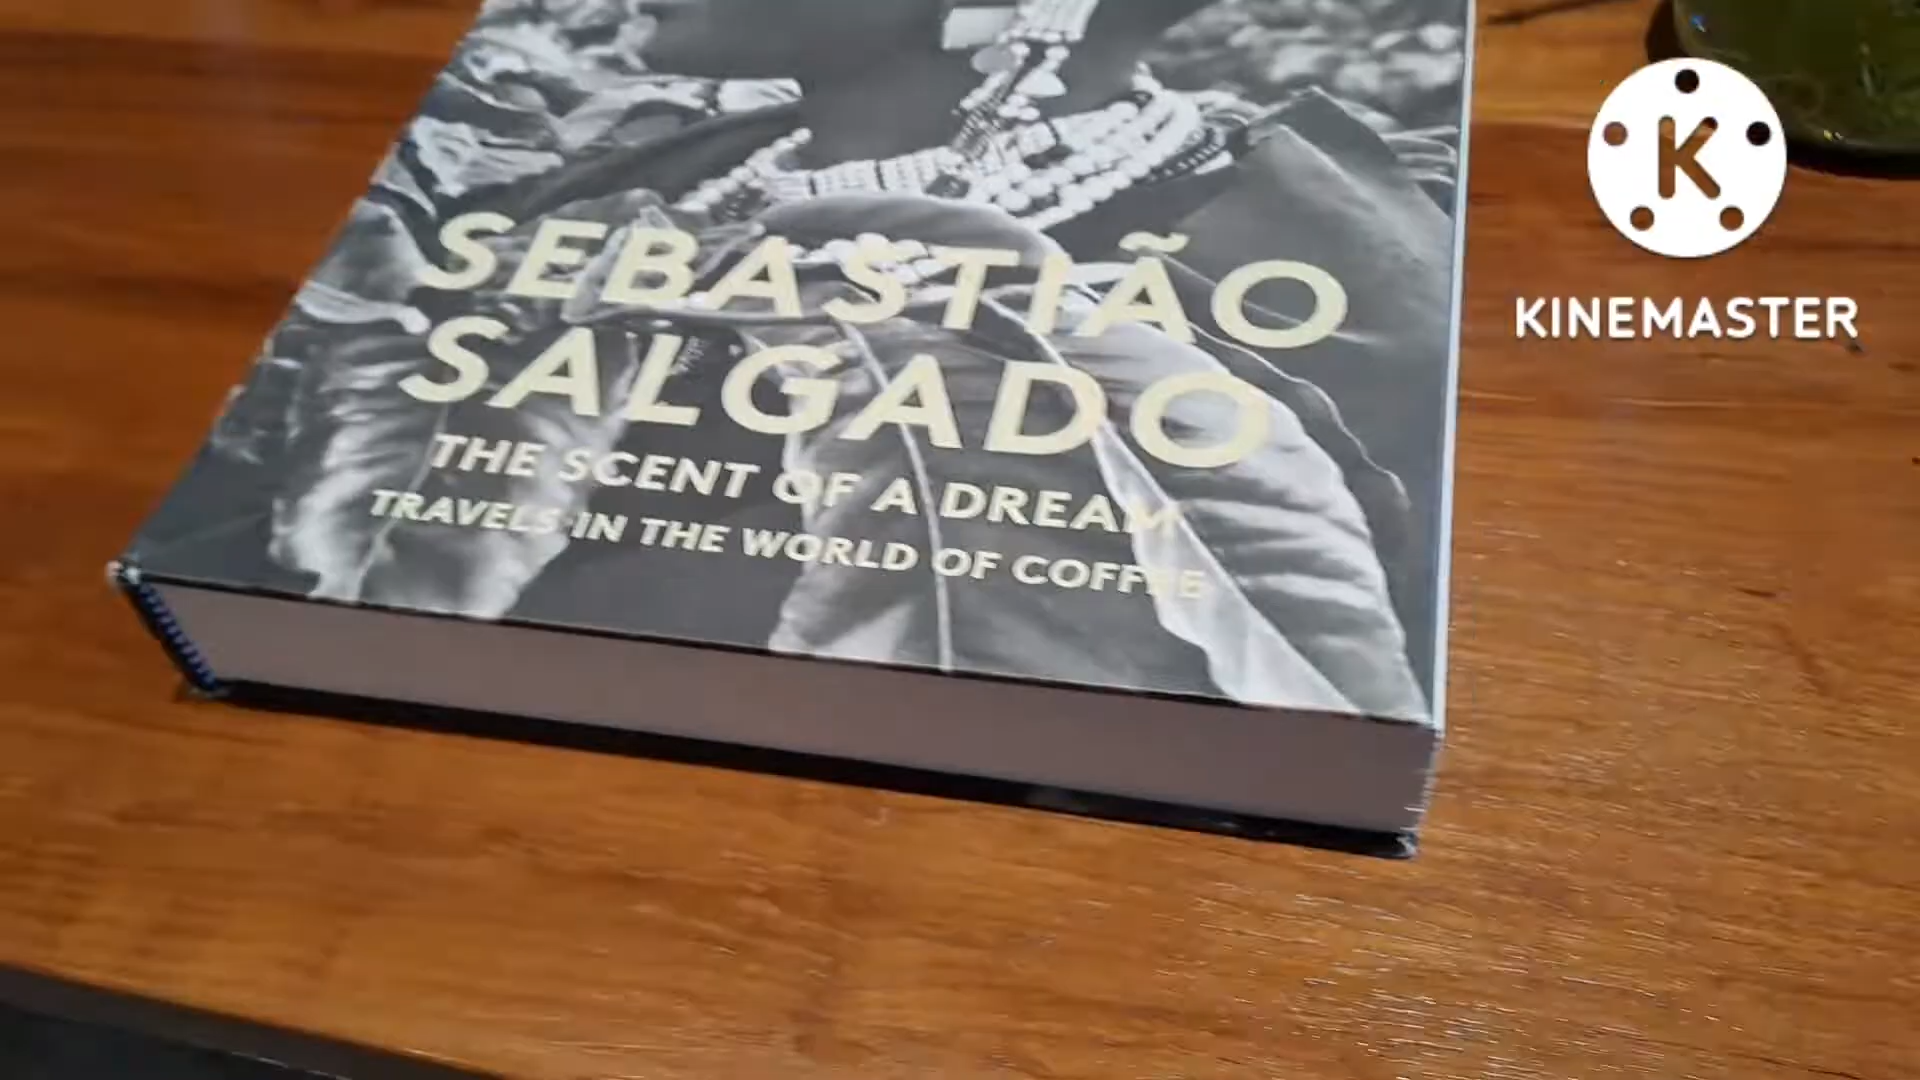 SEBASTIÃO
SALGADO
THE SCENT OF A DREAM
TRAVELS IN THE WORLD OF COFFEE
K
KINEMASTER